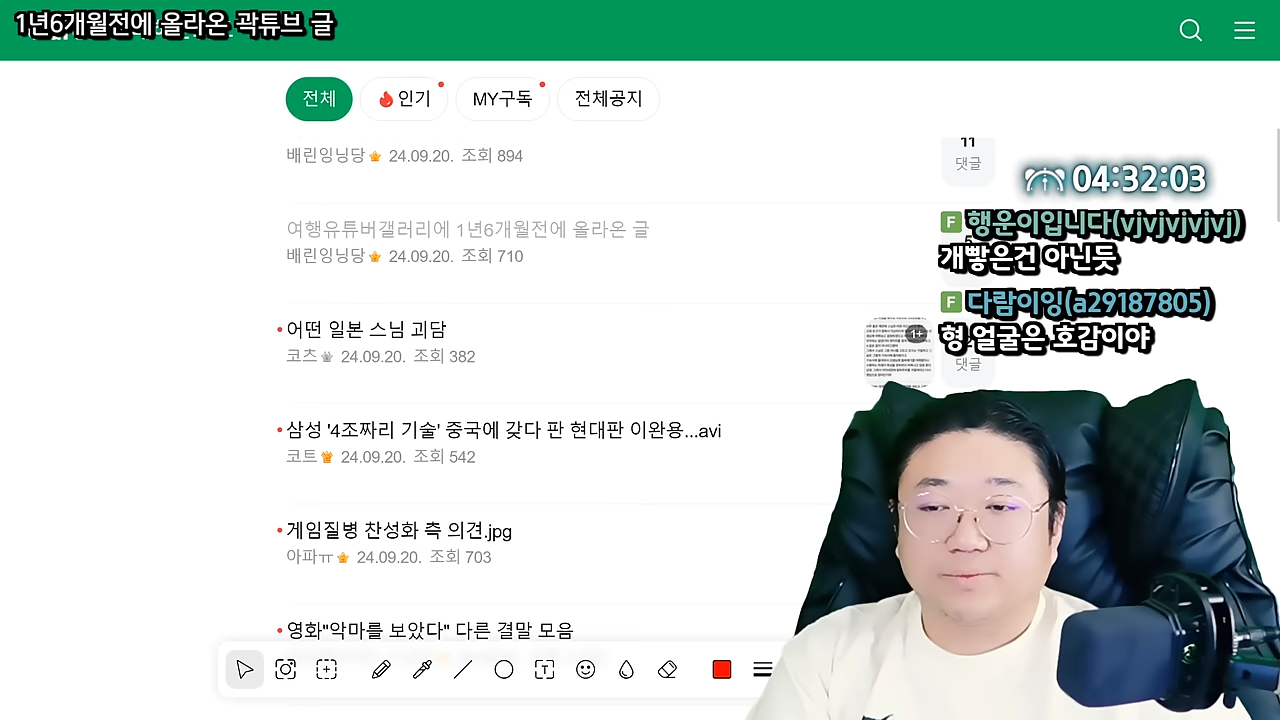 1년6개월전에 올라온 곽튜브 글
전체
인기
MY구독
전체공지
배린잉닝당 24.09.20. 조회 894
11
댓글
04:32:03
여행유튜버갤러리에 1년6개월전에 올라온 글
배린잉닝당 24.09.20. 조회 710
F 행운이입니다(vjvjvjvjvj)
개빻은건 아닌듯
F 다람이잉(a29187805)
형 얼굴은 호감이야
어떤 일본 스님 괴담
코츠 24.09.20. 조회 382
1+
댓글
삼성 '4조짜리 기술' 중국에 갖다 판 현대판 이완용...avi
코트 24.09.20. 조회 542
게임질병 찬성화 측 의견.jpg
아파ㅠ 24.09.20. 조회 703
영화"악마를 보았다" 다른 결말 모음